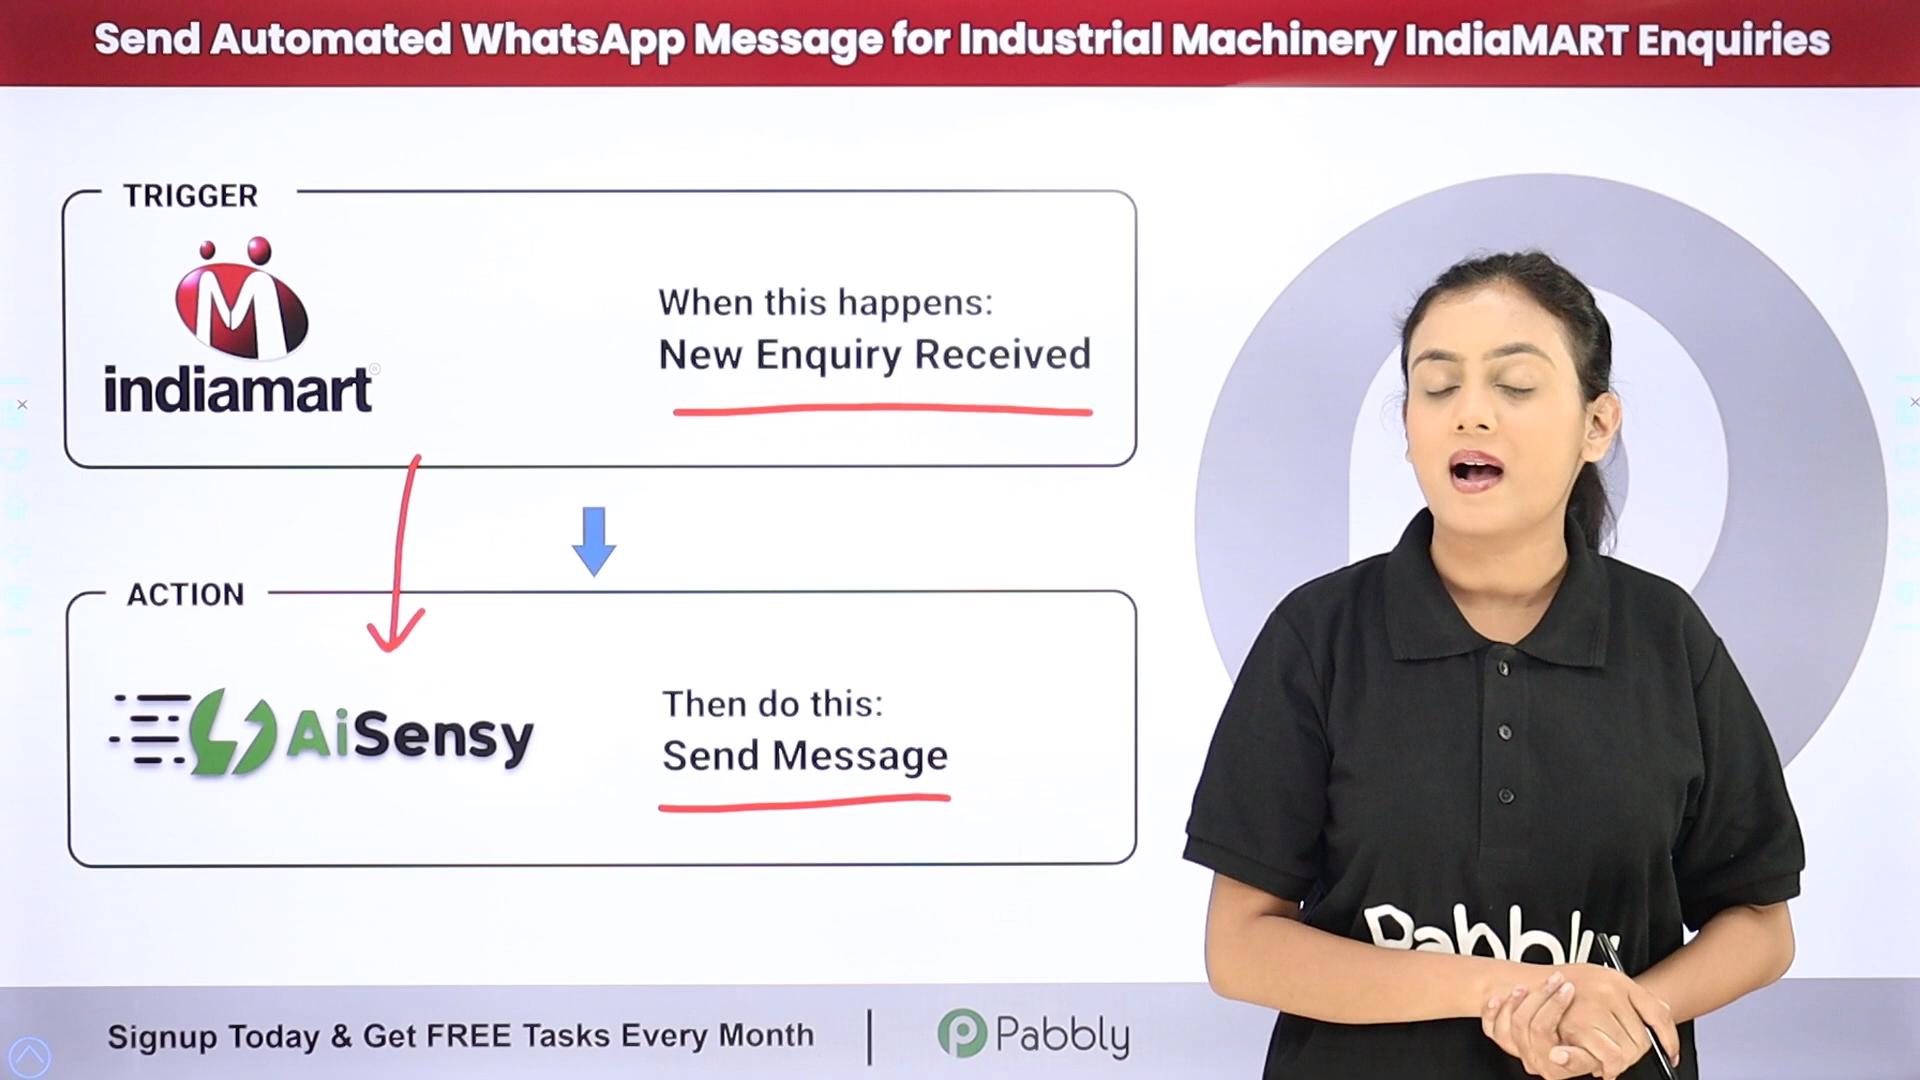 Send Automated WhatsApp Message for Industrial Machinery IndiaMART Enquiries
TRIGGER
indiamart
When this happens:
New Enquiry Received
ACTION
AiSensy
Then do this:
Send Message
Pabbly
Signup Today & Get FREE Tasks Every Month
Pabbly